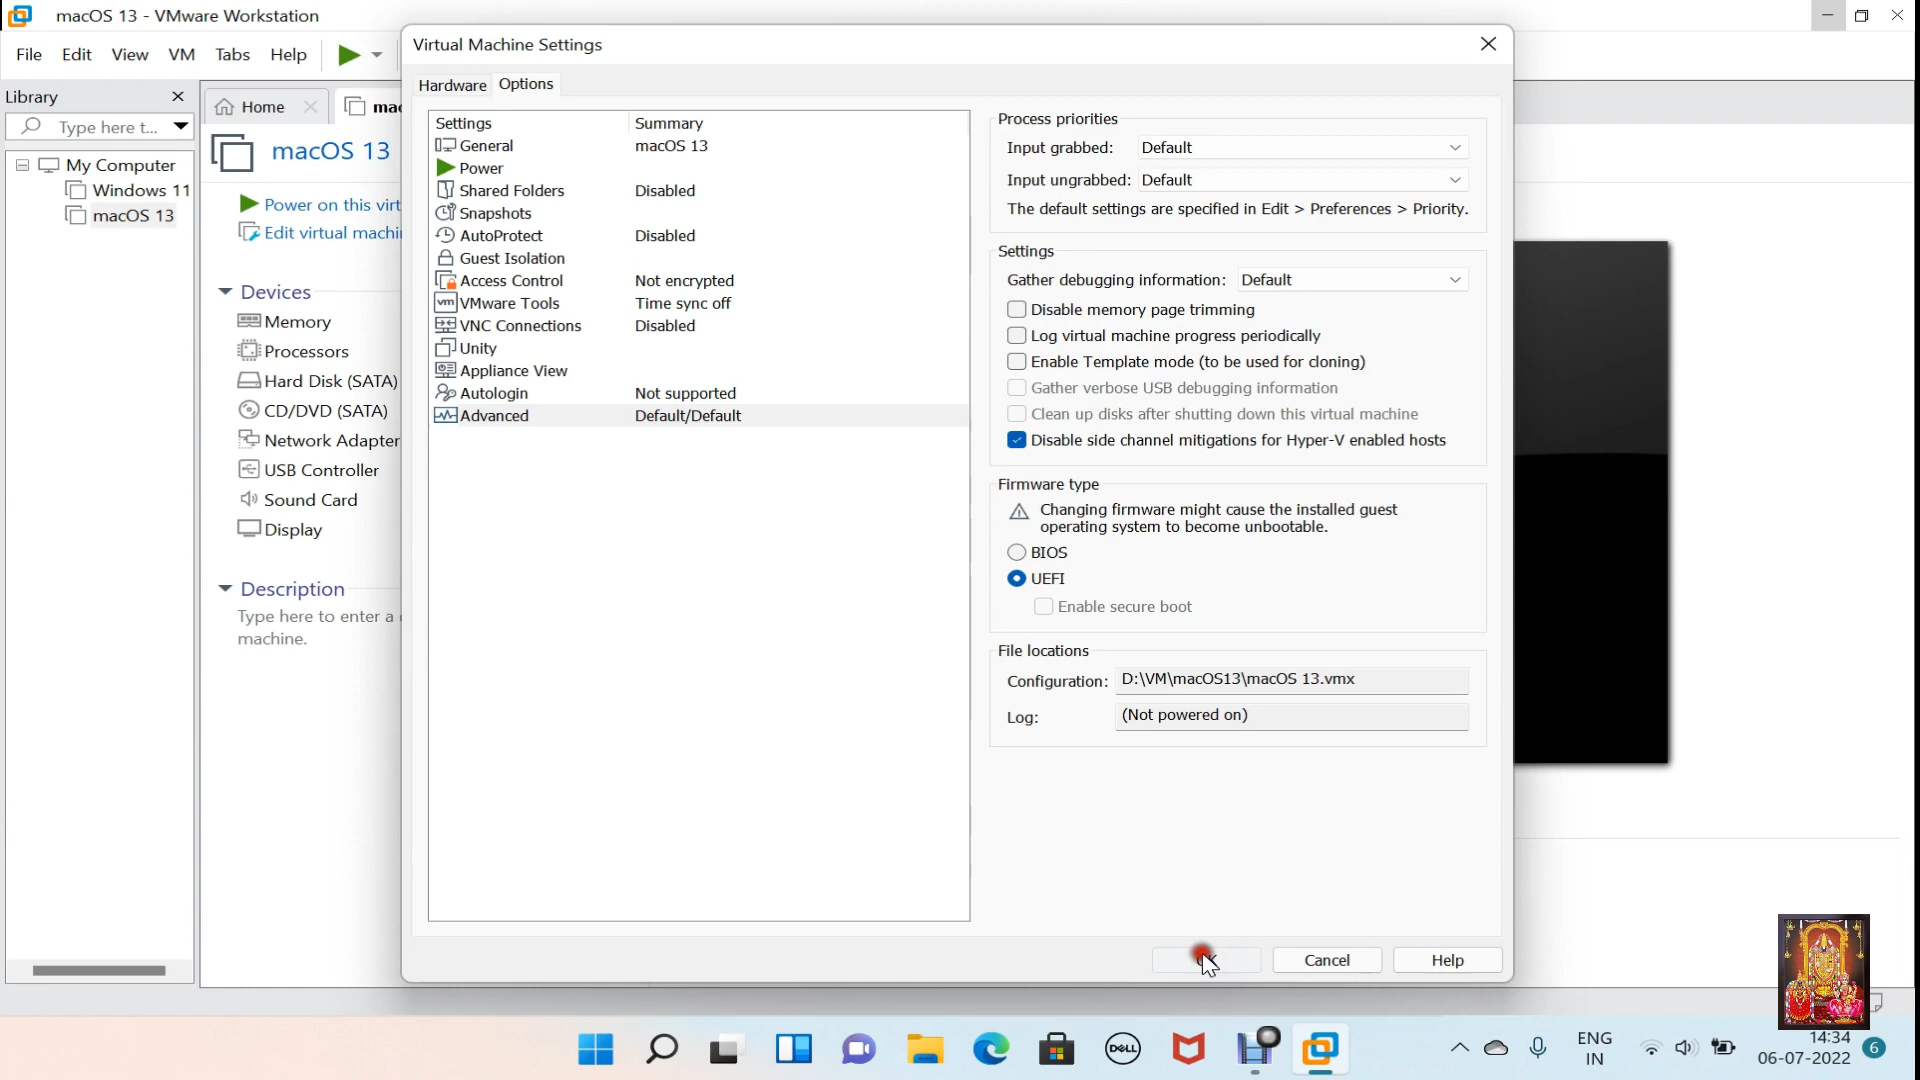 macOS 13 - VMware Workstation
File Edit View VM Tabs Help
Library
Type here t...
My Computer
Windows 11
macOS 13
Home
mac
macOS 13
Power on this virt
Edit virtual machi
Devices
Memory
Processors
Hard Disk (SATA)
CD/DVD (SATA)
Network Adapter
USB Controller
Sound Card
Display
Description
Type here to enter a
machine.
Virtual Machine Settings
Hardware Options
Settings Summary
General macOS 13
Power
Shared Folders Disabled
Snapshots
AutoProtect Disabled
Guest Isolation
Access Control Not encrypted
VMware Tools Time sync off
VNC Connections Disabled
Unity
Appliance View
Autologin Not supported
Advanced Default/Default
Process priorities
Input grabbed: Default
Input ungrabbed: Default
The default settings are specified in Edit > Preferences > Priority.
Settings
Gather debugging information: Default
Disable memory page trimming
Log virtual machine progress periodically
Enable Template mode (to be used for cloning)
Gather verbose USB debugging information
Clean up disks after shutting down this virtual machine
Disable side channel mitigations for Hyper-V enabled hosts
Firmware type
Changing firmware might cause the installed guest
operating system to become unbootable.
BIOS
UEFI
Enable secure boot
File locations
Configuration: D:\VM\macOS13\macOS 13.vmx
Log: (Not powered on)
Cancel Help
DELL
ENG
IN
14:34
06-07-2022
6